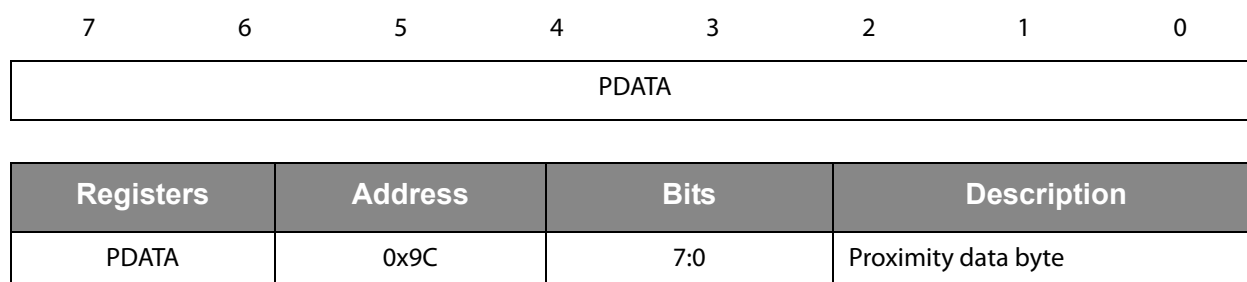 7 6 5 4 3 2 1 0
PDATA
Registers Address Bits Description
PDATA 0x9C 7:0 Proximity data byte